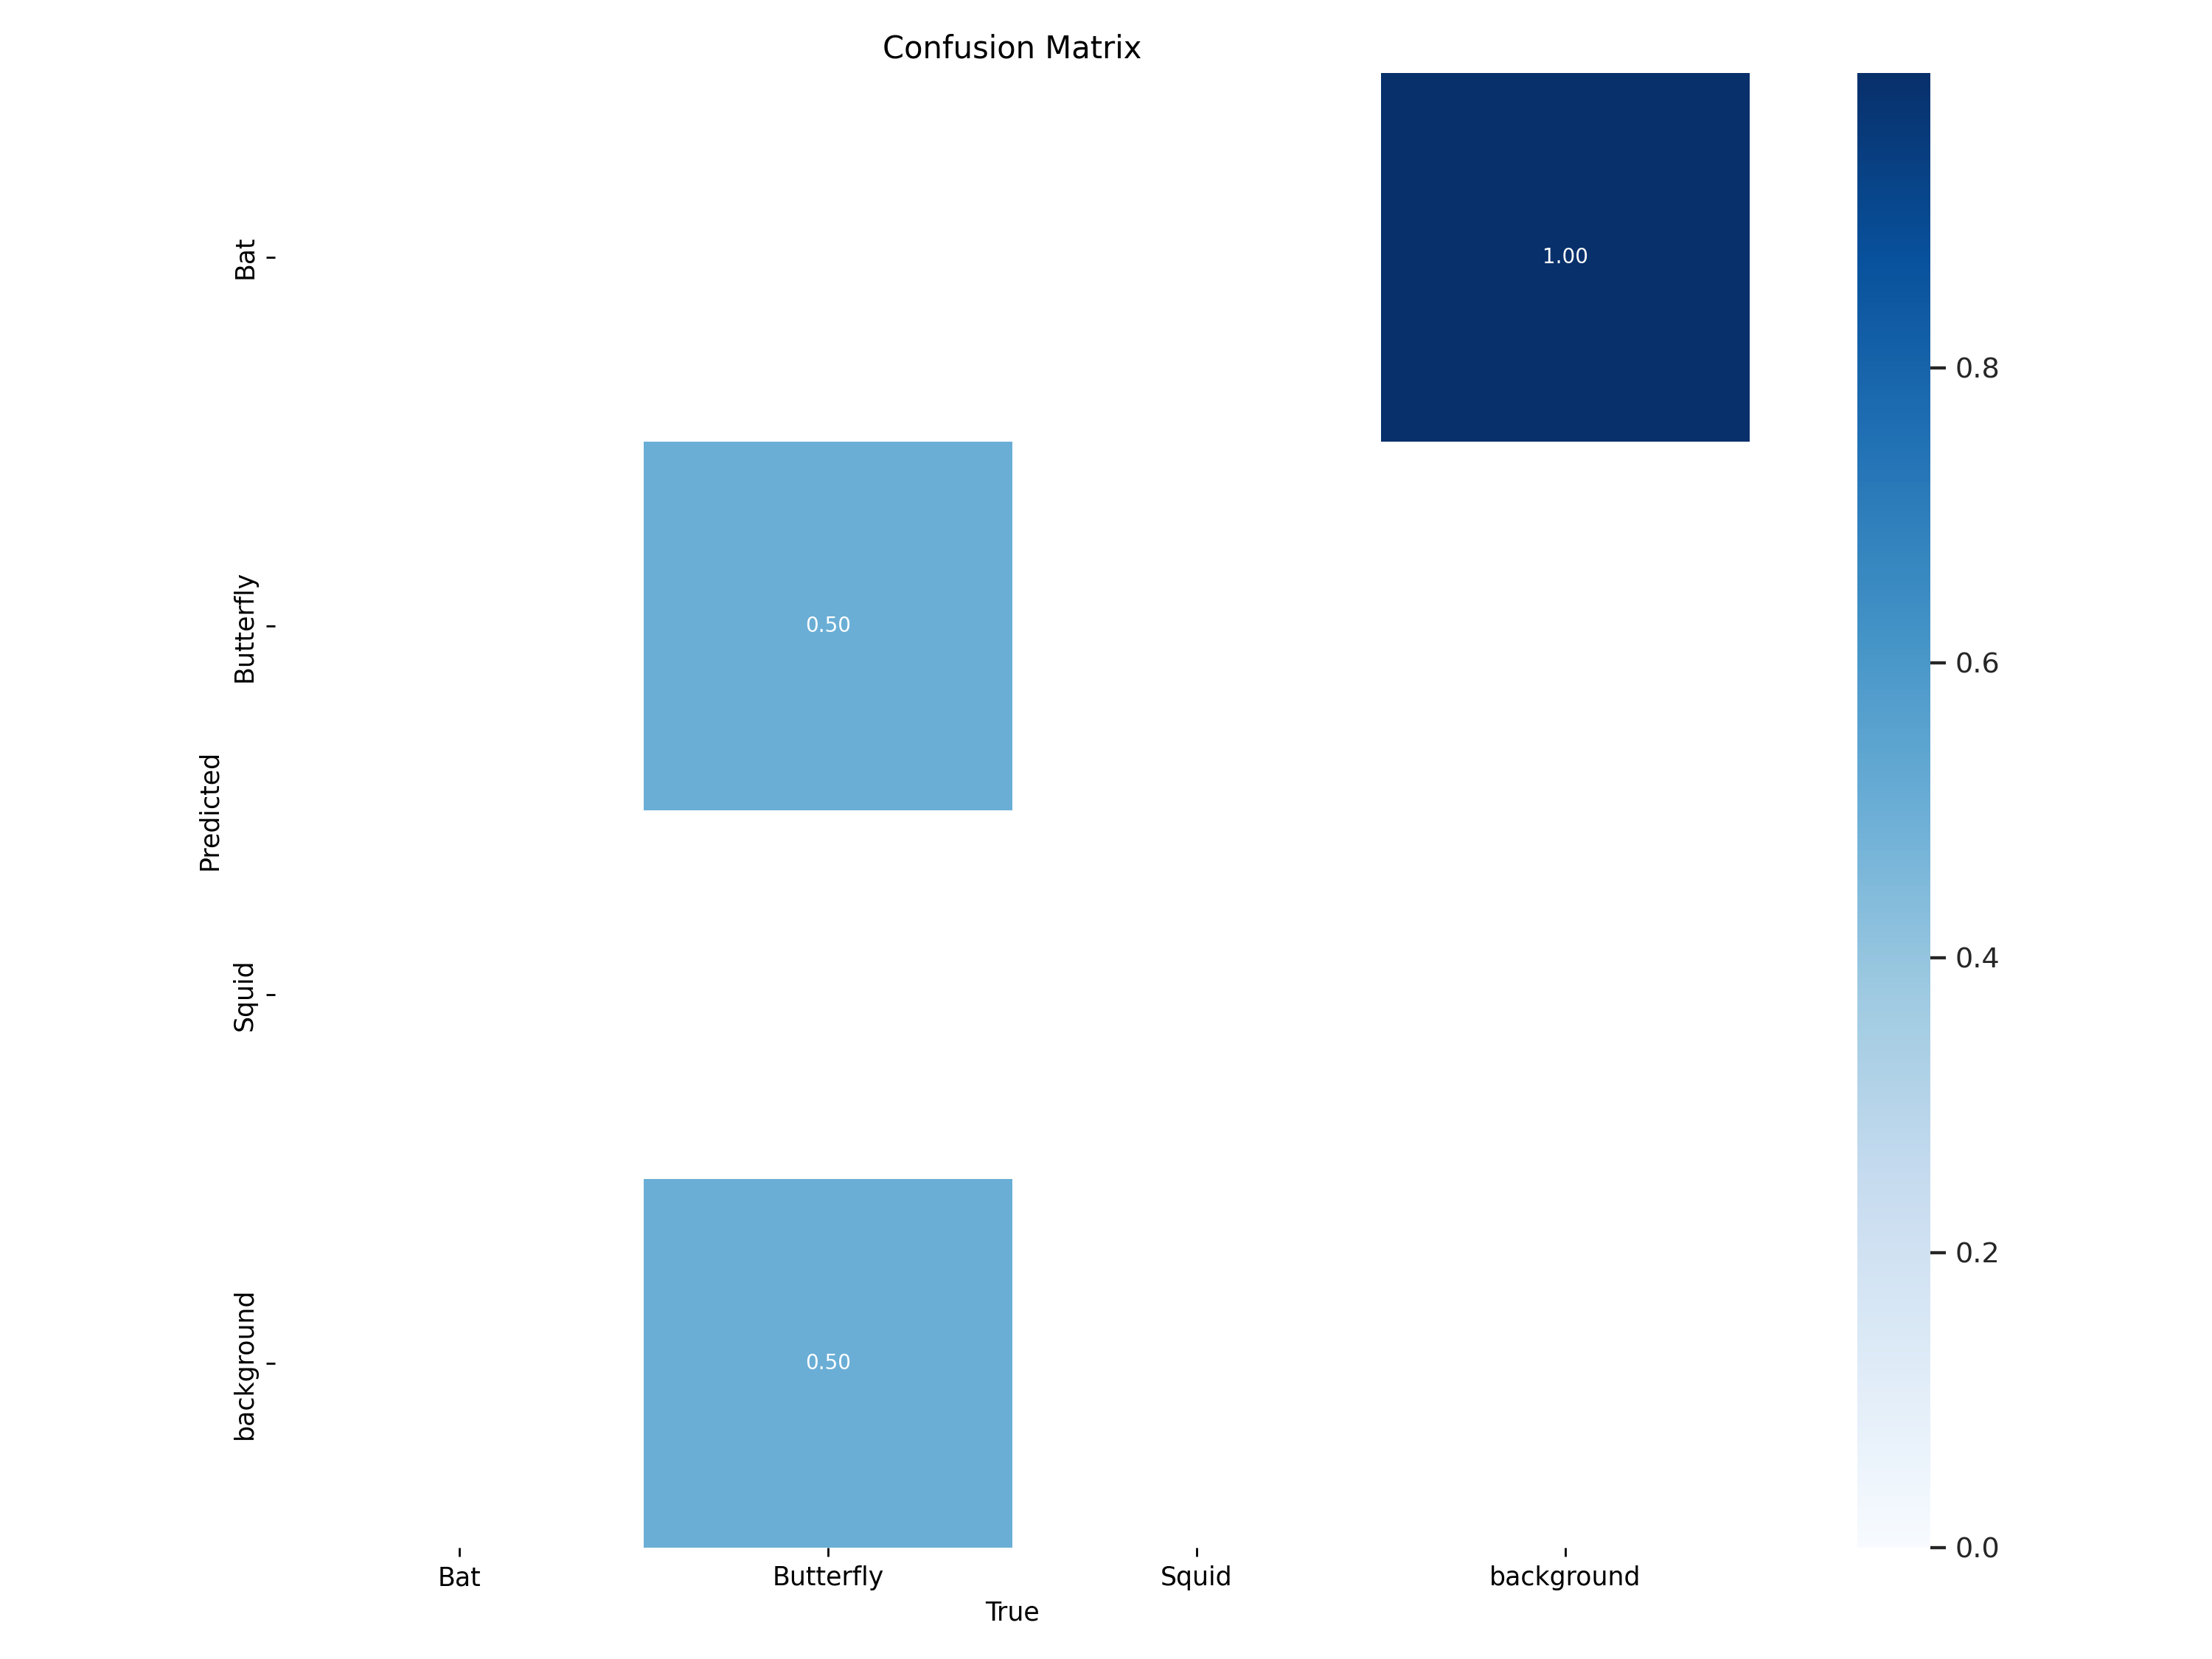 Confusion Matrix
Bat
1.00
Butterfly
0.50
Predicted
Squid
background
0.50
Bat Butterfly Squid background
True
0.8
0.6
0.4
0.2
0.0